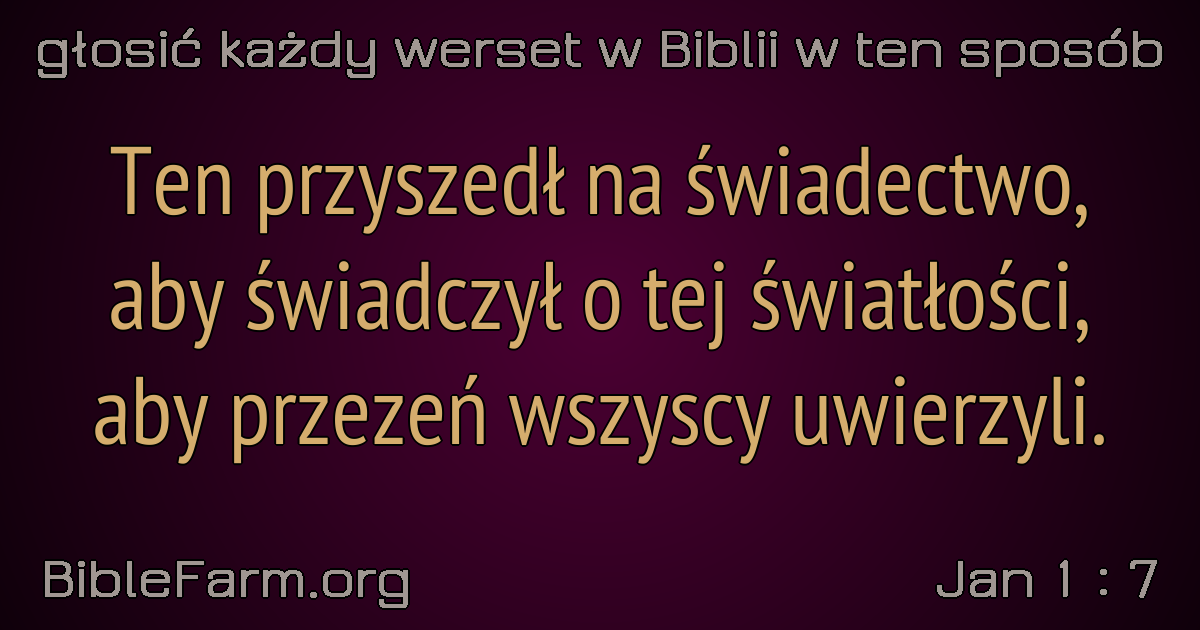 głosić każdy werset w Biblii w ten sposób
Ten przyszedł na świadectwo,
aby świadczył o tej światłości,
aby przezeń wszyscy uwierzyli.
BibleFarm.org
Jan 1 : 7